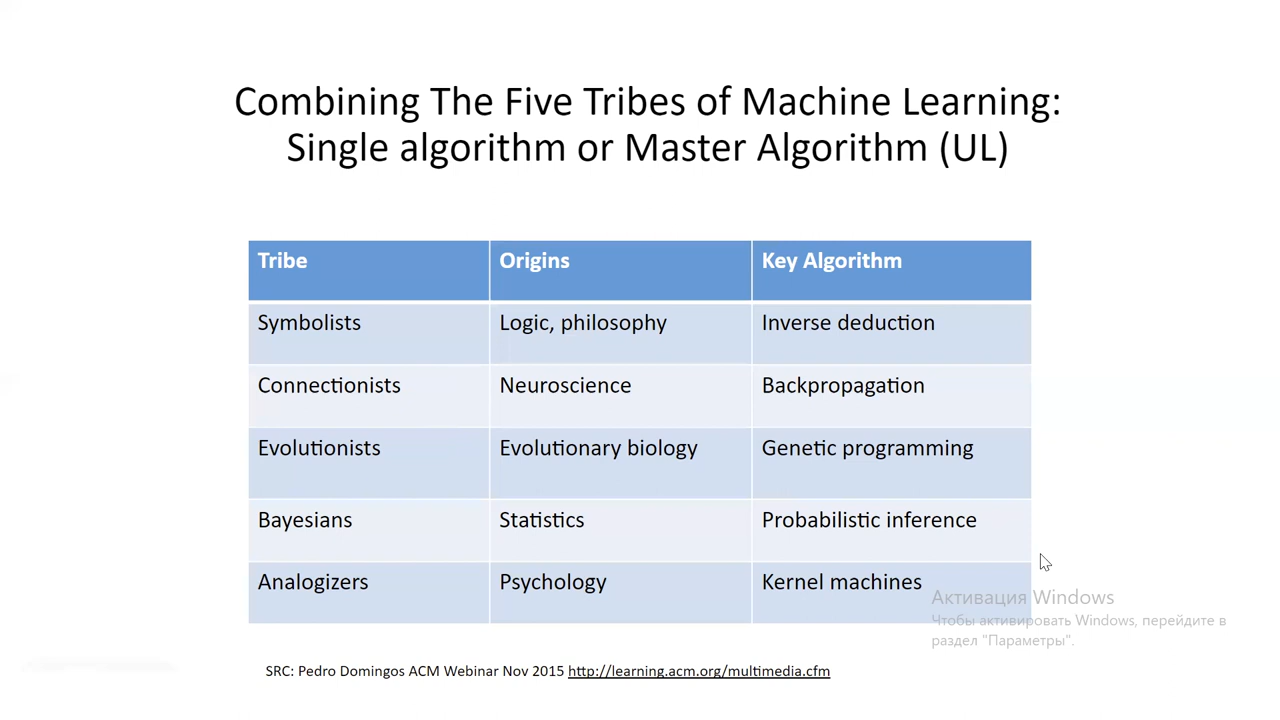 Combining The Five Tribes of Machine Learning:
Single algorithm or Master Algorithm (UL)
Tribe Origins Key Algorithm
Symbolists Logic, philosophy Inverse deduction
Connectionists Neuroscience Backpropagation
Evolutionists Evolutionary biology Genetic programming
Bayesians Statistics Probabilistic inference
Analogizers Psychology Kernel machines
Активация Windows
Чтобы активировать Windows, перейдите в
раздел "Параметры".
SRC: Pedro Domingos ACM Webinar Nov 2015 http://learning.acm.org/multimedia.cfm